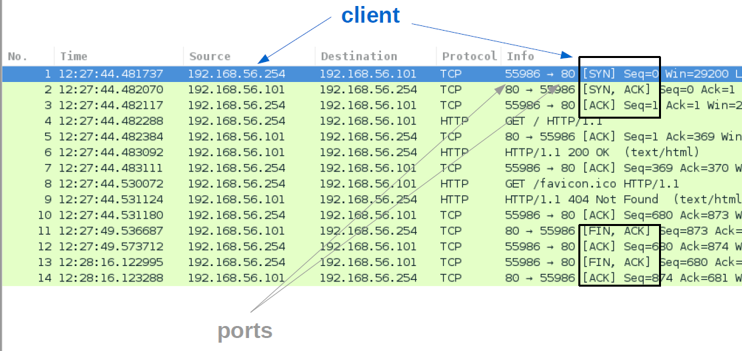 client
No. Time Source Destination Protocol Info
1 12:27:44.481737 192.168.56.254 192.168.56.101 TCP 55986 → 80 [SYN] Seq=0 Win=29200 L
2 12:27:44.482070 192.168.56.101 192.168.56.254 TCP 80 → 55986 [SYN, ACK] Seq=0 Ack=1
3 12:27:44.482117 192.168.56.254 192.168.56.101 TCP 55986 → 80 [ACK] Seq=1 Ack=1 Win=2
4 12:27:44.482288 192.168.56.254 192.168.56.101 HTTP GET / HTTP/1.1
5 12:27:44.482384 192.168.56.101 192.168.56.254 TCP 80 → 55986 [ACK] Seq=1 Ack=369 Win
6 12:27:44.483092 192.168.56.101 192.168.56.254 HTTP HTTP/1.1 200 OK (text/html)
7 12:27:44.483111 192.168.56.254 192.168.56.101 TCP 55986 → 80 [ACK] Seq=369 Ack=370 W
8 12:27:44.530072 192.168.56.254 192.168.56.101 HTTP GET /favicon.ico HTTP/1.1
9 12:27:44.531124 192.168.56.101 192.168.56.254 HTTP HTTP/1.1 404 Not Found (text/html
10 12:27:44.531180 192.168.56.254 192.168.56.101 TCP 55986 → 80 [ACK] Seq=680 Ack=873 W
11 12:27:49.536687 192.168.56.101 192.168.56.254 TCP 80 → 55986 [FIN, ACK] Seq=873 Ack=
12 12:27:49.573712 192.168.56.254 192.168.56.101 TCP 55986 → 80 [ACK] Seq=680 Ack=874 W
13 12:28:16.122995 192.168.56.254 192.168.56.101 TCP 55986 → 80 [FIN, ACK] Seq=680 Ack=
14 12:28:16.123288 192.168.56.101 192.168.56.254 TCP 80 → 55986 [ACK] Seq=874 Ack=681 W
ports